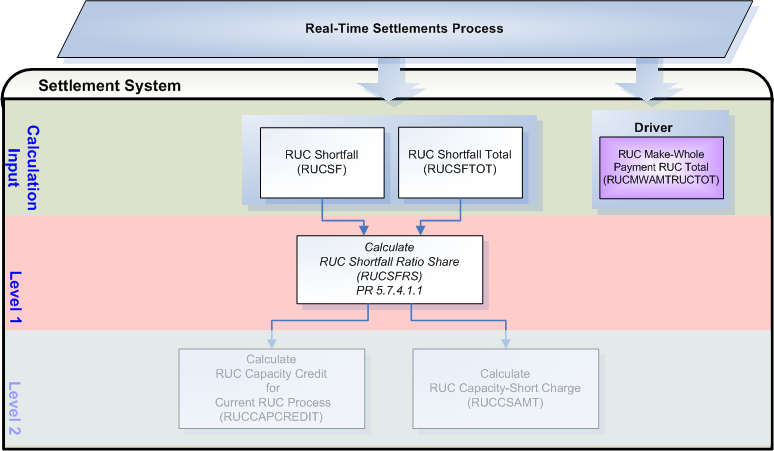 Real-Time Settlements Process
Settlement System
Calculation
Input
RUC Shortfall
(RUCSF)
RUC Shortfall Total
(RUCSFTOT)
Driver
RUC Make-Whole
Payment RUC Total
(RUCMWAMTRUCTOT)
Level 1
Calculate
RUC Shortfall Ratio Share
(RUCSFRS)
PR 5.7.4.1.1
Level 2
Calculate
RUC Capacity Credit
for
Current RUC Process
(RUCCAPCREDIT)
Calculate
RUC Capacity-Short Charge
(RUCCSAMT)